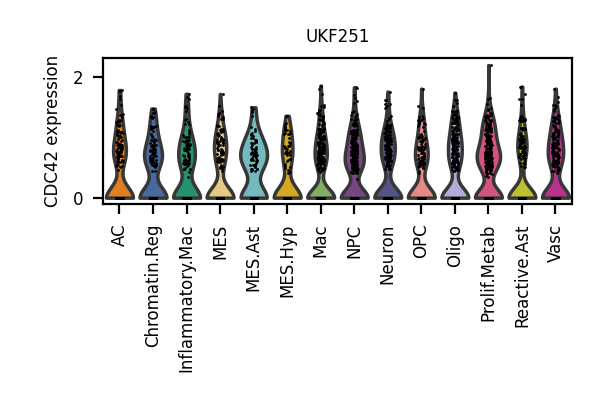 UKF251
CDC42 expression
2
0
AC
Chromatin.Reg
Inflammatory.Mac
MES
MES.Ast
MES.Hyp
Mac
NPC
Neuron
OPC
Oligo
Prolif.Metab
Reactive.Ast
Vasc